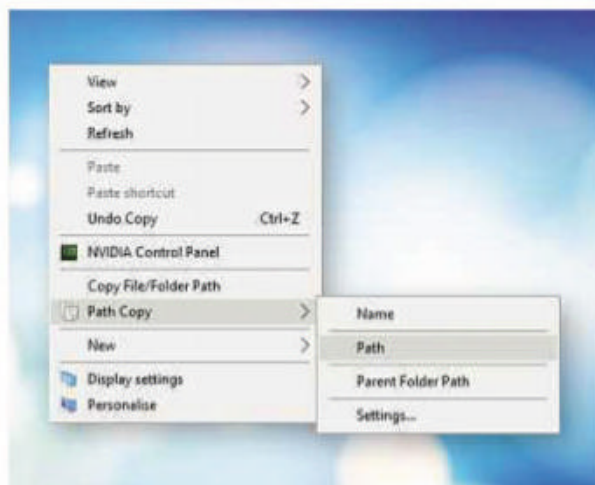 View
Sort by
Refresh
Paste
Paste shortcut
Undo Copy Ctrl+Z
NVIDIA Control Panel
Copy File/Folder Path
Path Copy
New
Display settings
Personalise
Name
Path
Parent Folder Path
Settings...